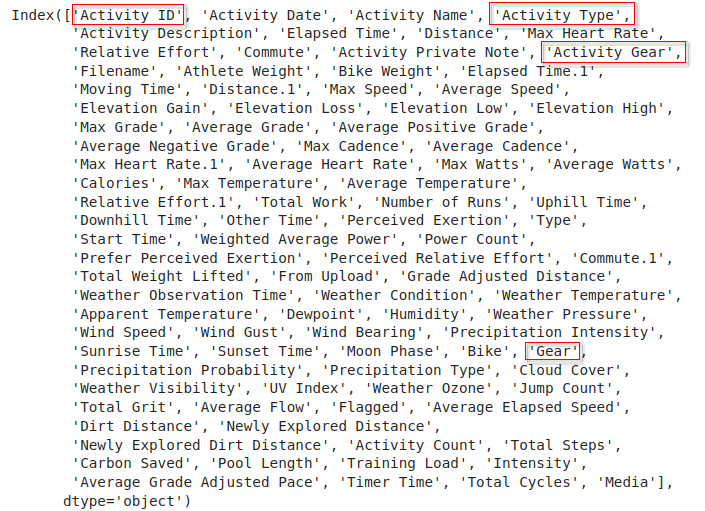 Index(['Activity ID', 'Activity Date', 'Activity Name', 'Activity Type',
'Activity Description', 'Elapsed Time', 'Distance', 'Max Heart Rate',
'Relative Effort', 'Commute', 'Activity Private Note', 'Activity Gear',
'Filename', 'Athlete Weight', 'Bike Weight', 'Elapsed Time.1',
'Moving Time', 'Distance.1', 'Max Speed', 'Average Speed',
'Elevation Gain', 'Elevation Loss', 'Elevation Low', 'Elevation High',
'Max Grade', 'Average Grade', 'Average Positive Grade',
'Average Negative Grade', 'Max Cadence', 'Average Cadence',
'Max Heart Rate.1', 'Average Heart Rate', 'Max Watts', 'Average Watts',
'Calories', 'Max Temperature', 'Average Temperature',
'Relative Effort.1', 'Total Work', 'Number of Runs', 'Uphill Time',
'Downhill Time', 'Other Time', 'Perceived Exertion', 'Type',
'Start Time', 'Weighted Average Power', 'Power Count',
'Prefer Perceived Exertion', 'Perceived Relative Effort', 'Commute.1',
'Total Weight Lifted', 'From Upload', 'Grade Adjusted Distance',
'Weather Observation Time', 'Weather Condition', 'Weather Temperature',
'Apparent Temperature', 'Dewpoint', 'Humidity', 'Weather Pressure',
'Wind Speed', 'Wind Gust', 'Wind Bearing', 'Precipitation Intensity',
'Sunrise Time', 'Sunset Time', 'Moon Phase', 'Bike', 'Gear',
'Precipitation Probability', 'Precipitation Type', 'Cloud Cover',
'Weather Visibility', 'UV Index', 'Weather Ozone', 'Jump Count',
'Total Grit', 'Average Flow', 'Flagged', 'Average Elapsed Speed',
'Dirt Distance', 'Newly Explored Distance',
'Newly Explored Dirt Distance', 'Activity Count', 'Total Steps',
'Carbon Saved', 'Pool Length', 'Training Load', 'Intensity',
'Average Grade Adjusted Pace', 'Timer Time', 'Total Cycles', 'Media'],
dtype='object')